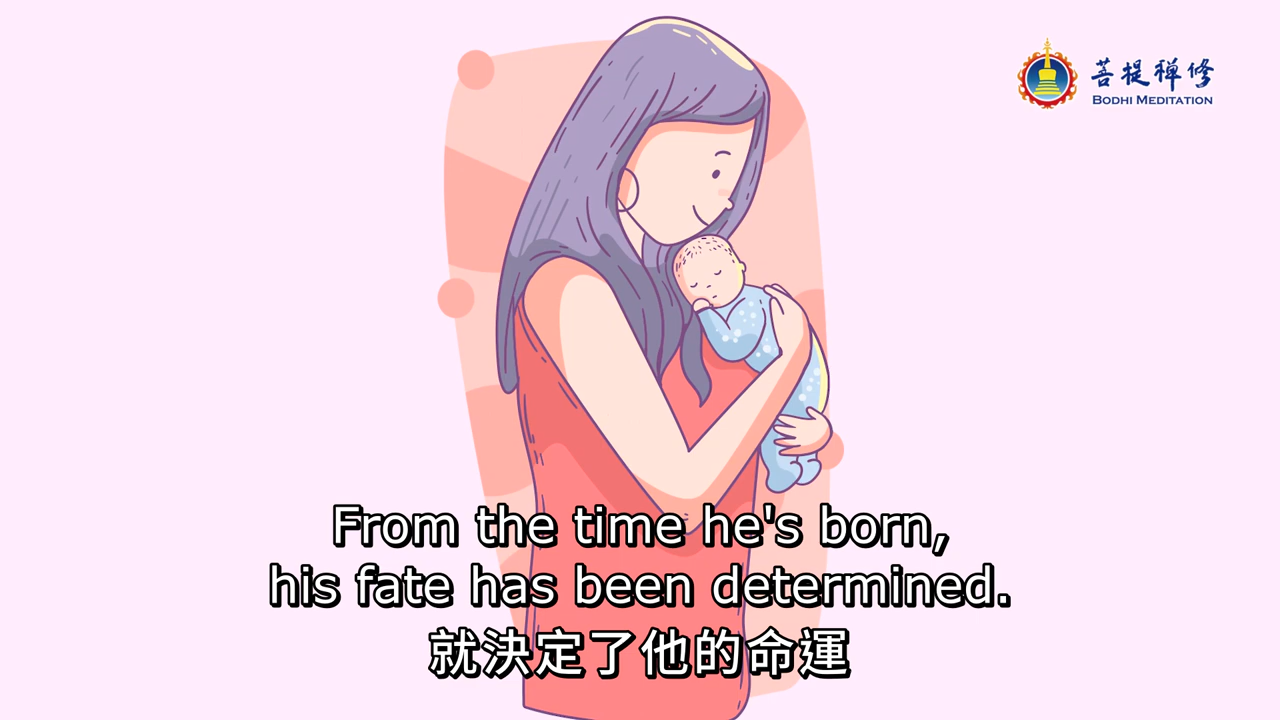 菩提禪修
BODHI MEDITATION
From the time he's born,
his fate has been determined.
就決定了他的命運